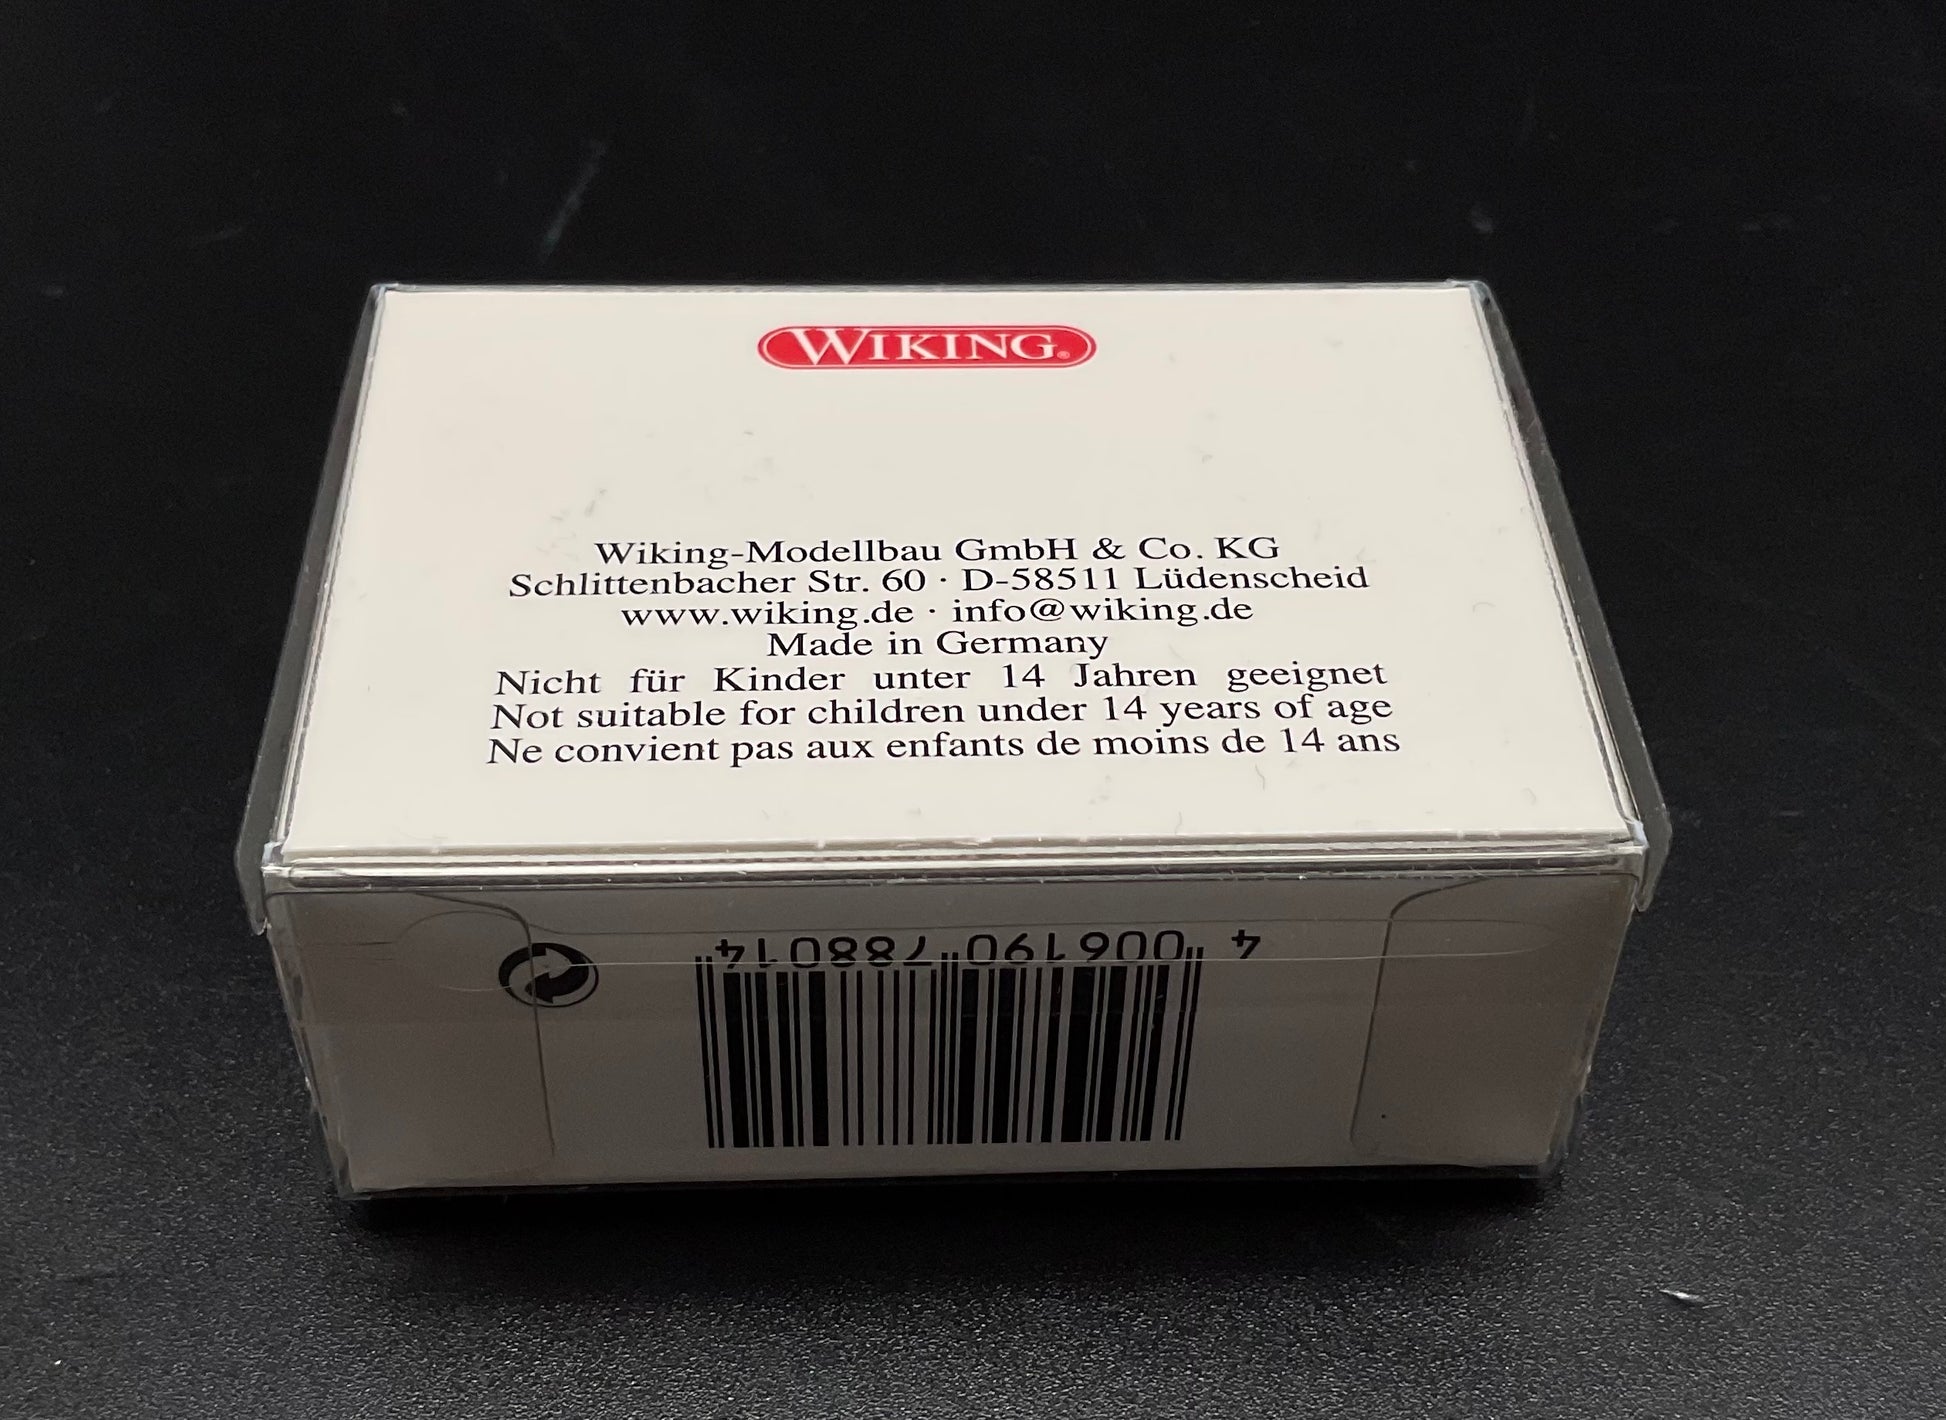 WIKING®
Wiking-Modellbau GmbH & Co. KG
Schlittenbacher Str. 60 · D-58511 Lüdenscheid
www.wiking.de · info@wiking.de
Made in Germany
Nicht für Kinder unter 14 Jahren geeignet
Not suitable for children under 14 years of age
Ne convient pas aux enfants de moins de 14 ans
4 006190 788014